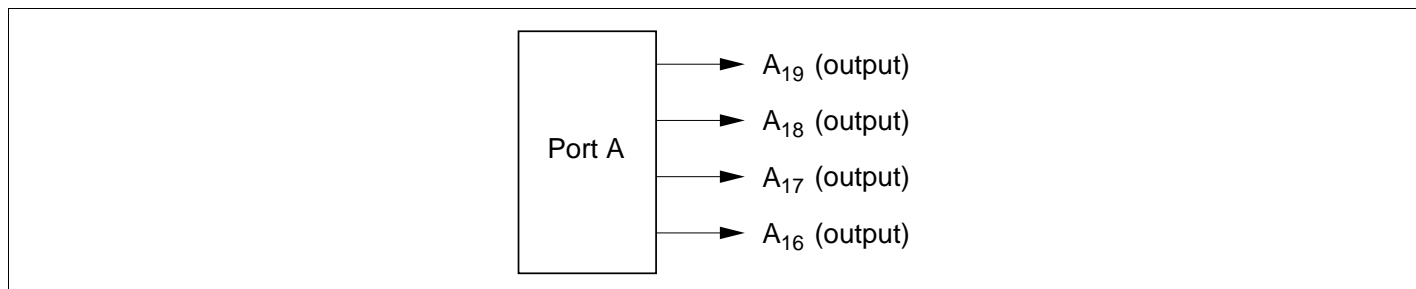 A19 (output)
A18 (output)
Port A
A17 (output)
A16 (output)